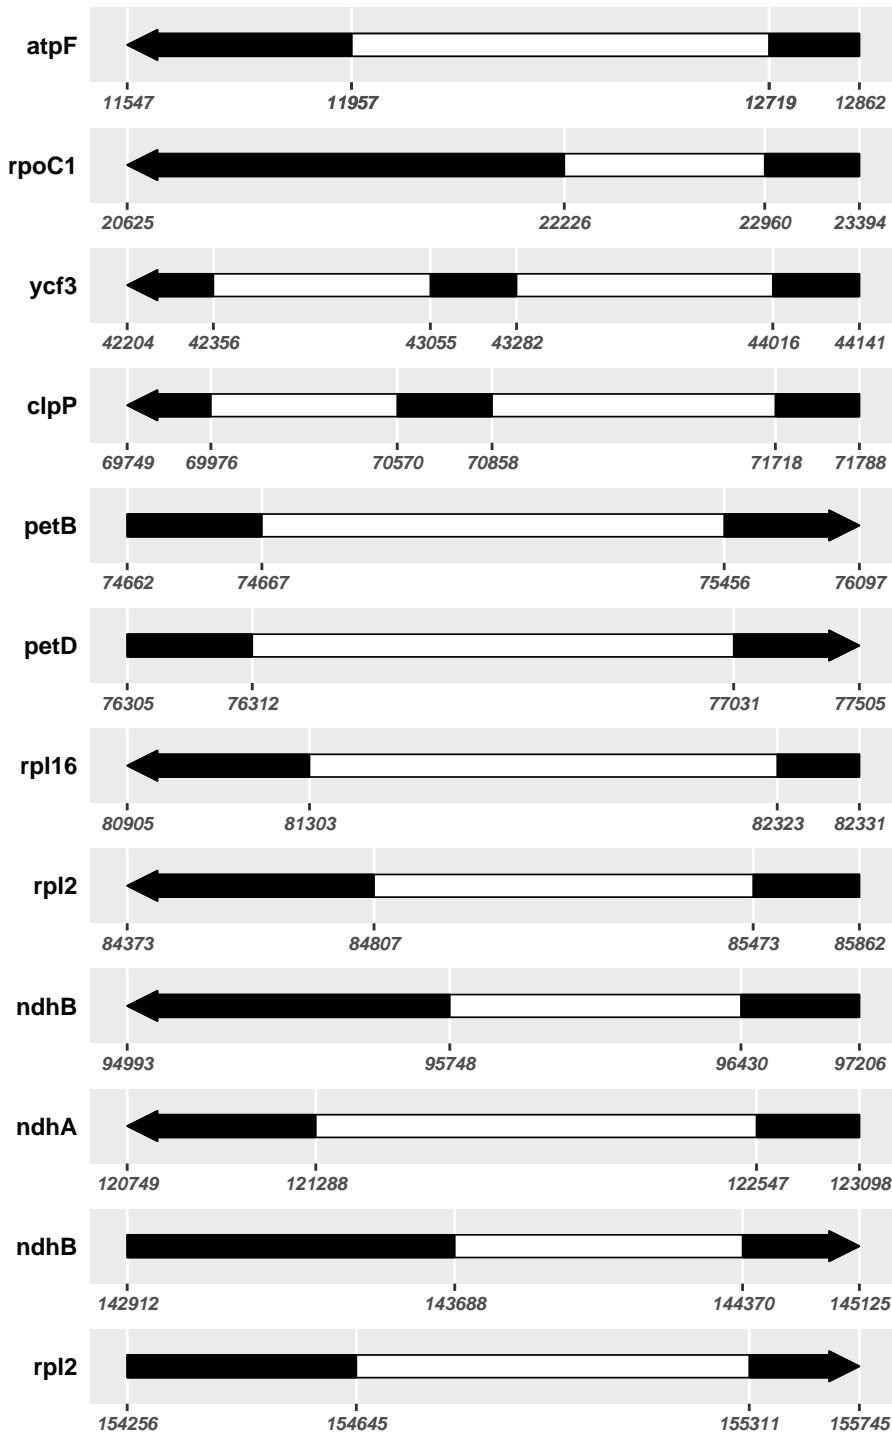 atpF
11547 11957 12719 12862
rpoC1
20625 22226 22960 23394
ycf3
42204 42356 43055 43282 44016 44141
clpP
69749 69976 70570 70858 71718 71788
petB
74662 74667 75456 76097
petD
76305 76312 77031 77505
rpl16
80905 81303 82323 82331
rpl2
84373 84807 85473 85862
ndhB
94993 95748 96430 97206
ndhA
120749 121288 122547 123098
ndhB
142912 143688 144370 145125
rpl2
154256 154645 155311 155745